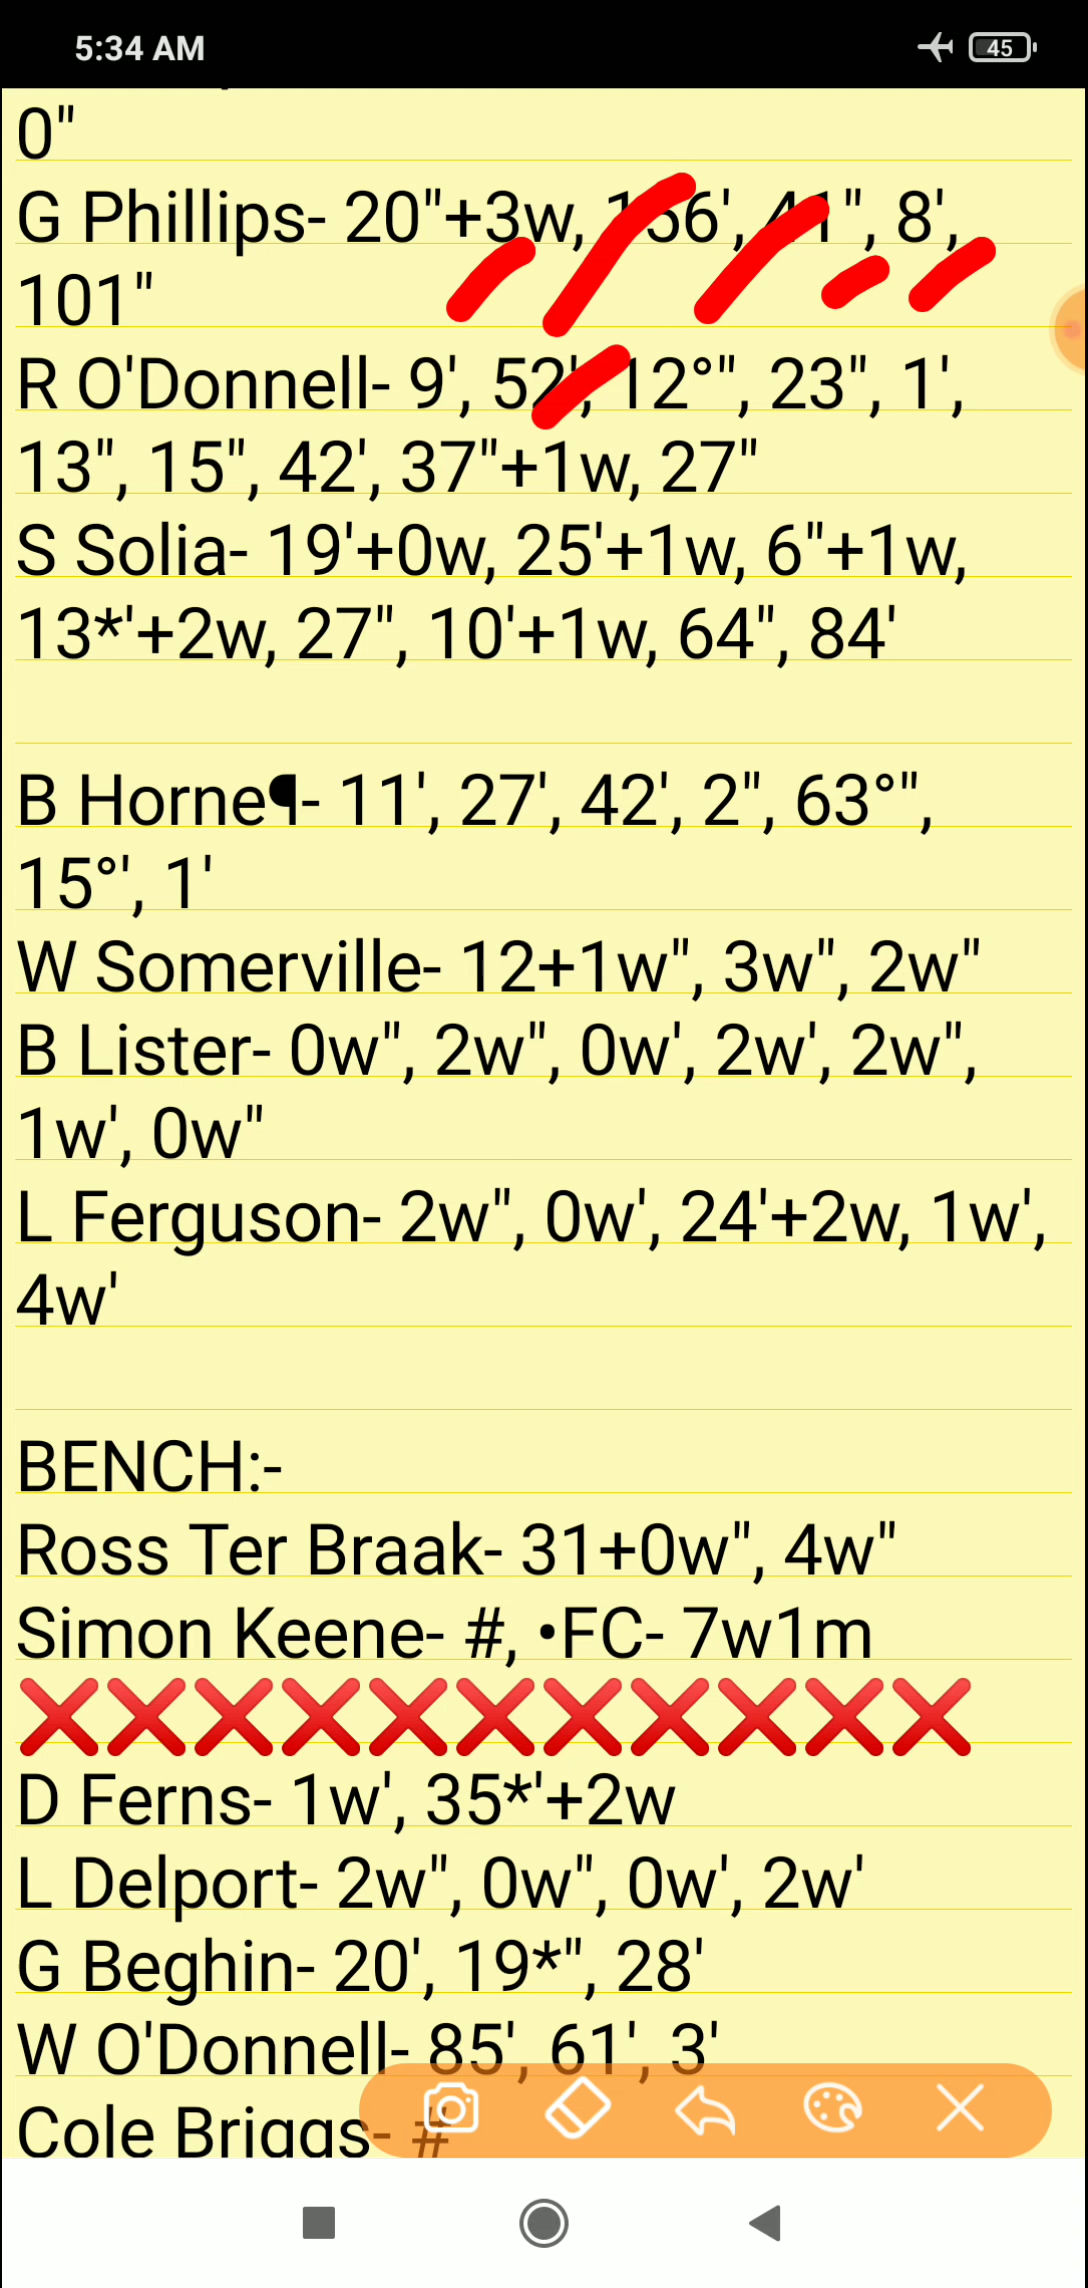 5:34 AM
45
0"
G Phillips- 20"+3w, 156', 41", 8',
101"
R O'Donnell- 9', 52', 12°", 23", 1',
13", 15", 42', 37"+1w, 27"
S Solia- 19'+0w, 25'+1w, 6"+1w,
13*'+2w, 27", 10'+1w, 64", 84'
B Horne¶- 11', 27', 42', 2", 63°",
15°', 1'
W Somerville- 12+1w", 3w", 2w"
B Lister- 0w", 2w", 0w', 2w', 2w",
1w', 0w"
L Ferguson- 2w", 0w', 24'+2w, 1w',
4w'
BENCH:-
Ross Ter Braak- 31+0w", 4w"
Simon Keene- #, •FC- 7w1m
❌❌❌❌❌❌❌❌❌❌❌
D Ferns- 1w', 35*'+2w
L Delport- 2w", 0w", 0w', 2w'
G Beghin- 20', 19*", 28'
W O'Donnell- 85', 61', 3'
Cole Briggs- #